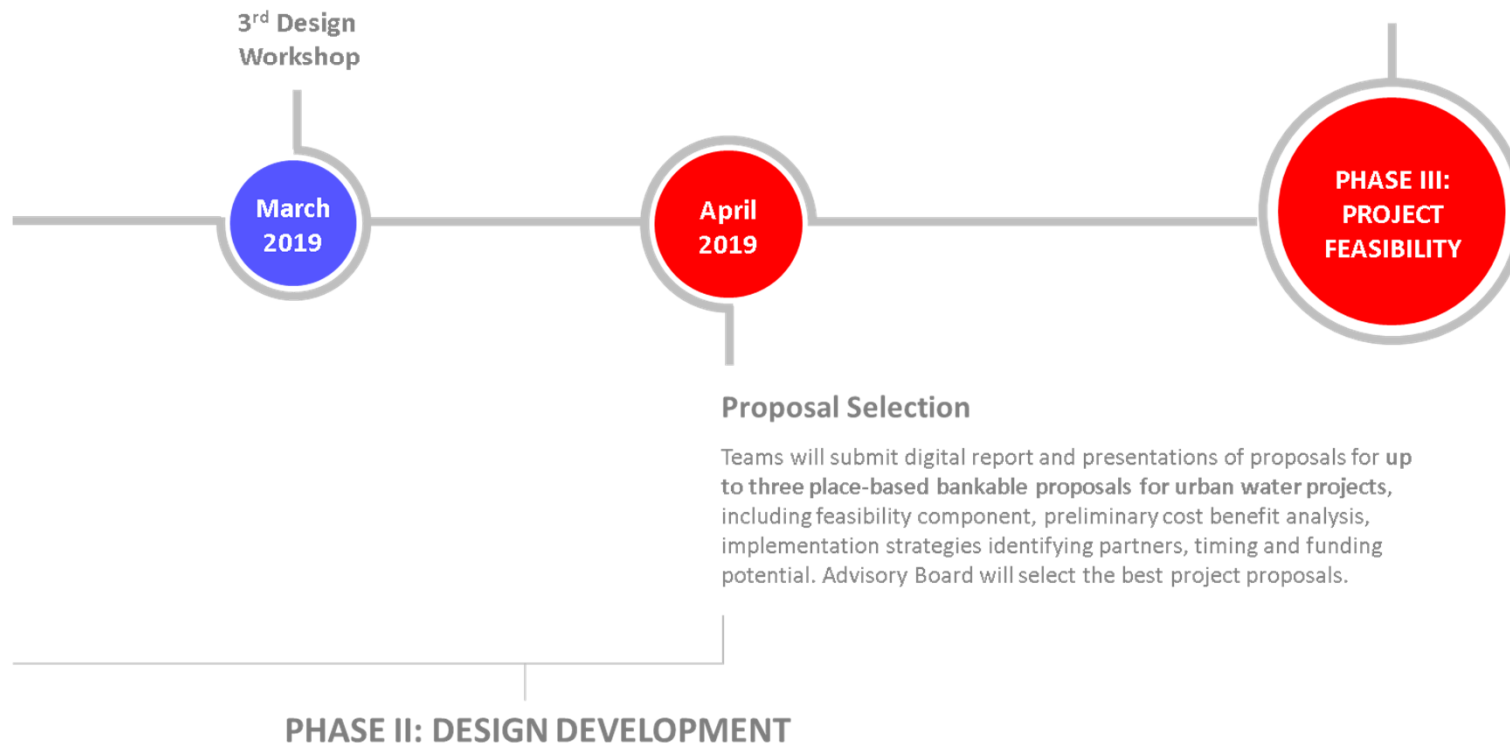 3rd Design
Workshop
March
2019
April
2019
PHASE III:
PROJECT
FEASIBILITY
Proposal Selection
Teams will submit digital report and presentations of proposals for up
to three place-based bankable proposals for urban water projects,
including feasibility component, preliminary cost benefit analysis,
implementation strategies identifying partners, timing and funding
potential. Advisory Board will select the best project proposals.
PHASE II: DESIGN DEVELOPMENT